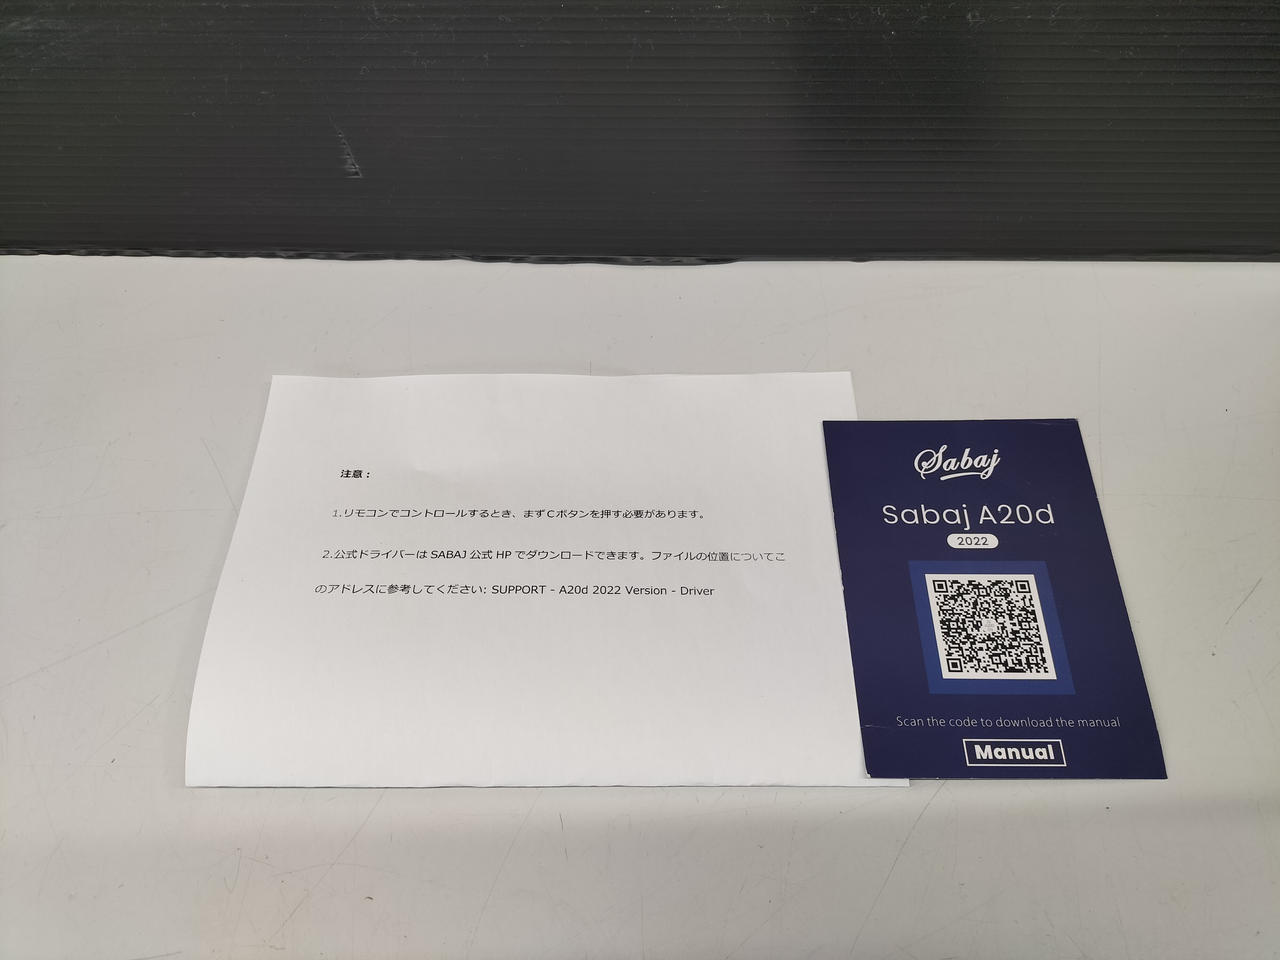 注意：
1.リモコンでコントロールするとき、まずCボタンを押す必要があります。
2.公式ドライバーは SABAJ 公式 HP でダウンロードできます。ファイルの位置についてこ
のアドレスに参考してください: SUPPORT - A20d 2022 Version - Driver
Sabaj
Sabaj A20d
2022
Scan the code to download the manual
Manual